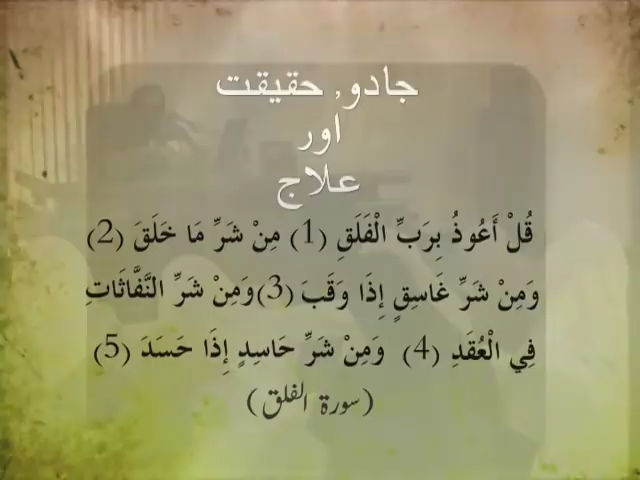 جادو, حقیقت
اور
علاج
قُلْ أَعُوذُ بِرَبِّ الْفَلَقِ (1) مِنْ شَرِّ مَا خَلَقَ (2)
وَمِنْ شَرِّ غَاسِقٍ إِذَا وَقَبَ (3)وَمِنْ شَرِّ النَّفَّاثَاتِ
فِي الْعُقَدِ (4) وَمِنْ شَرِّ حَاسِدٍ إِذَا حَسَدَ (5)
(سورة الفلق)